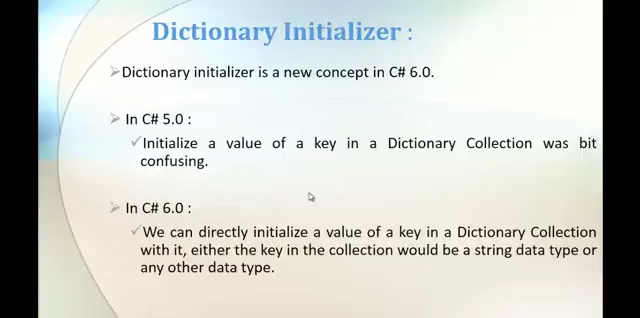 Dictionary Initializer :
Dictionary initializer is a new concept in C# 6.0.
In C# 5.0 :
Initialize a value of a key in a Dictionary Collection was bit
confusing.
In C# 6.0 :
We can directly initialize a value of a key in a Dictionary Collection
with it, either the key in the collection would be a string data type or
any other data type.